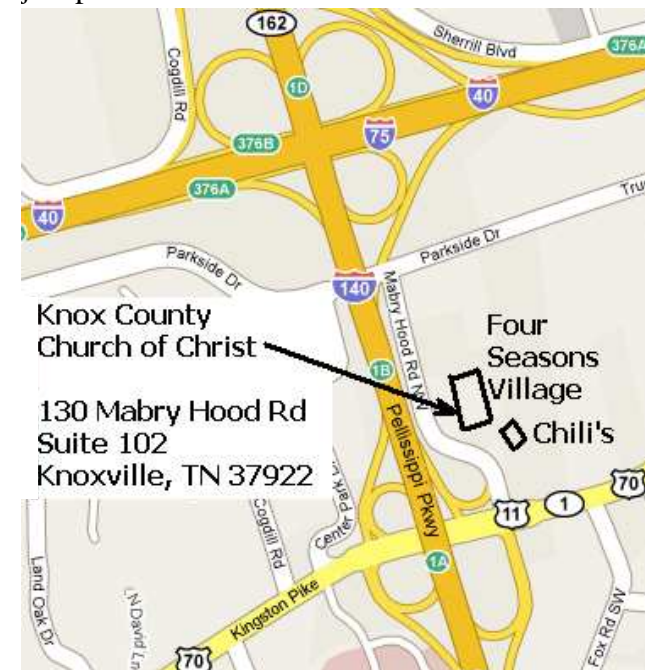 162
Sherrill Blvd
376A
Cogdill Rd
1D
40
376B
75
376A
40
Tru
Parkside Dr
Parkside Dr
140
Mabry Hood Rd NW
Knox County
Church of Christ
130 Mabry Hood Rd
Suite 102
Knoxville, TN 37922
Four
Seasons
Village
Chili's
1B
Pellissippi Pkwy
70
11
1
Center Park
Cogdill Rd
1A
Land Oak Dr
N David Ln
Kingston Pike
Fox Rd SW
70